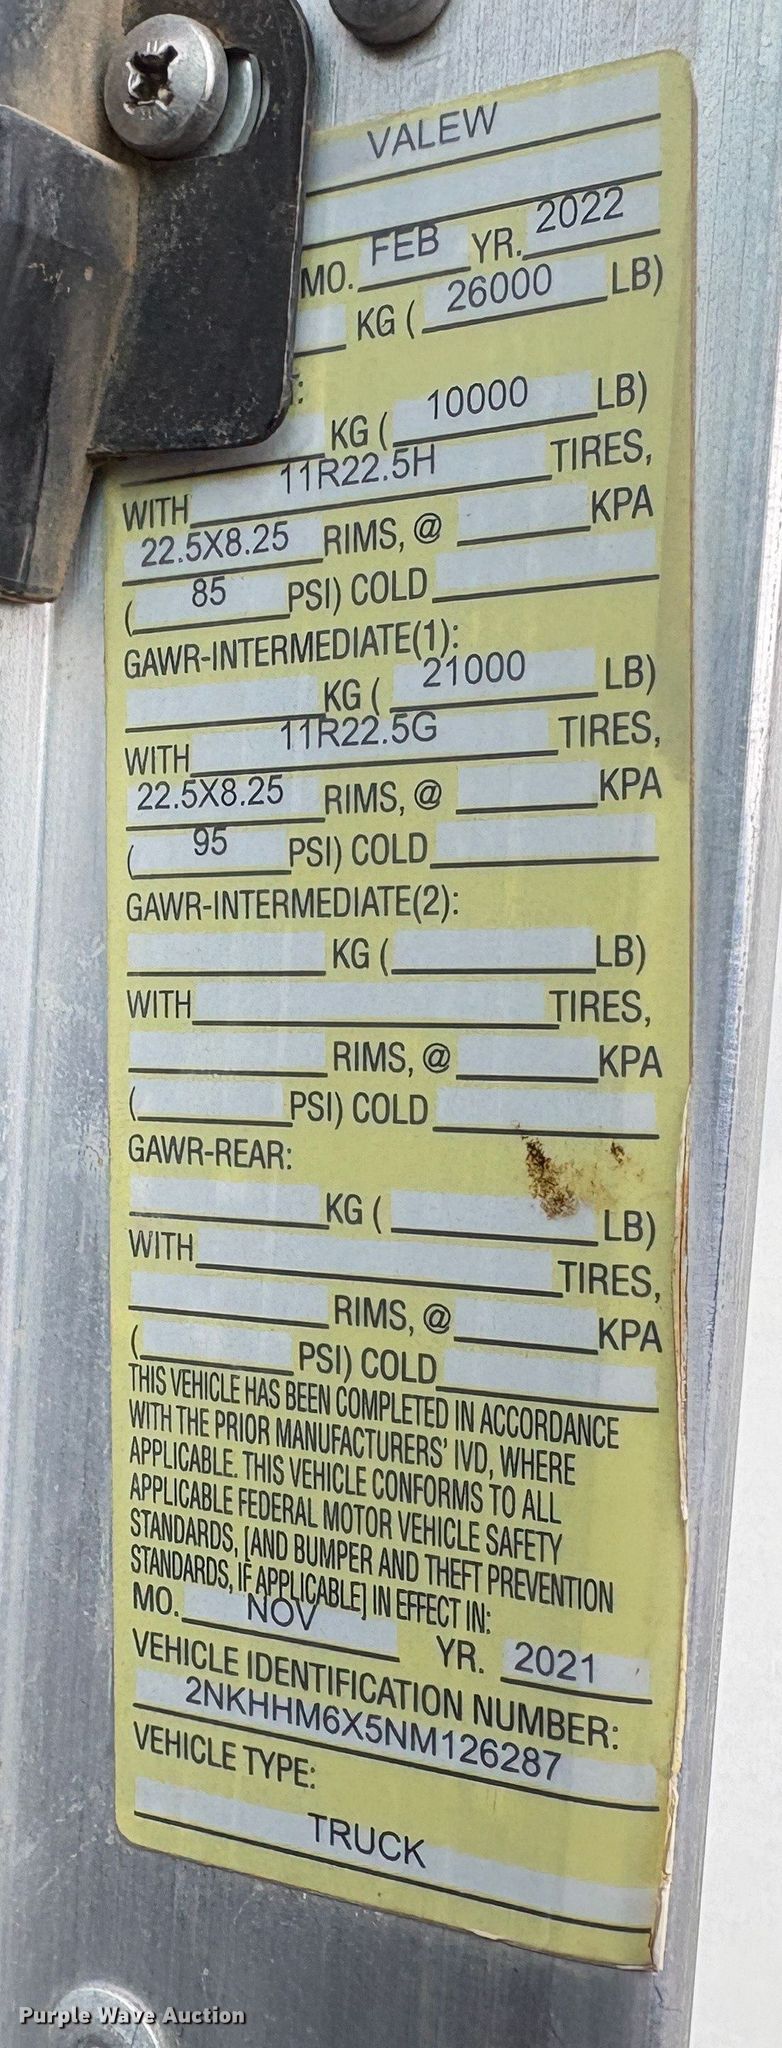 VALEW
MO. FEB YR. 2022
KG ( 26000 LB)
:
KG ( 10000 LB)
WITH 11R22.5H TIRES,
22.5X8.25 RIMS, @ KPA
( 85 PSI) COLD
GAWR-INTERMEDIATE(1):
KG ( 21000 LB)
WITH 11R22.5G TIRES,
22.5X8.25 RIMS, @ KPA
( 95 PSI) COLD
GAWR-INTERMEDIATE(2):
KG ( LB)
WITH TIRES,
RIMS, @ KPA
( PSI) COLD
GAWR-REAR:
KG ( LB)
WITH TIRES,
RIMS, @ KPA
( PSI) COLD
THIS VEHICLE HAS BEEN COMPLETED IN ACCORDANCE
WITH THE PRIOR MANUFACTURERS' IVD, WHERE
APPLICABLE. THIS VEHICLE CONFORMS TO ALL
APPLICABLE FEDERAL MOTOR VEHICLE SAFETY
STANDARDS, [AND BUMPER AND THEFT PREVENTION
STANDARDS, IF APPLICABLE] IN EFFECT IN:
MO. NOV YR. 2021
VEHICLE IDENTIFICATION NUMBER:
2NKHHM6X5NM126287
VEHICLE TYPE:
TRUCK
Purple Wave Auction